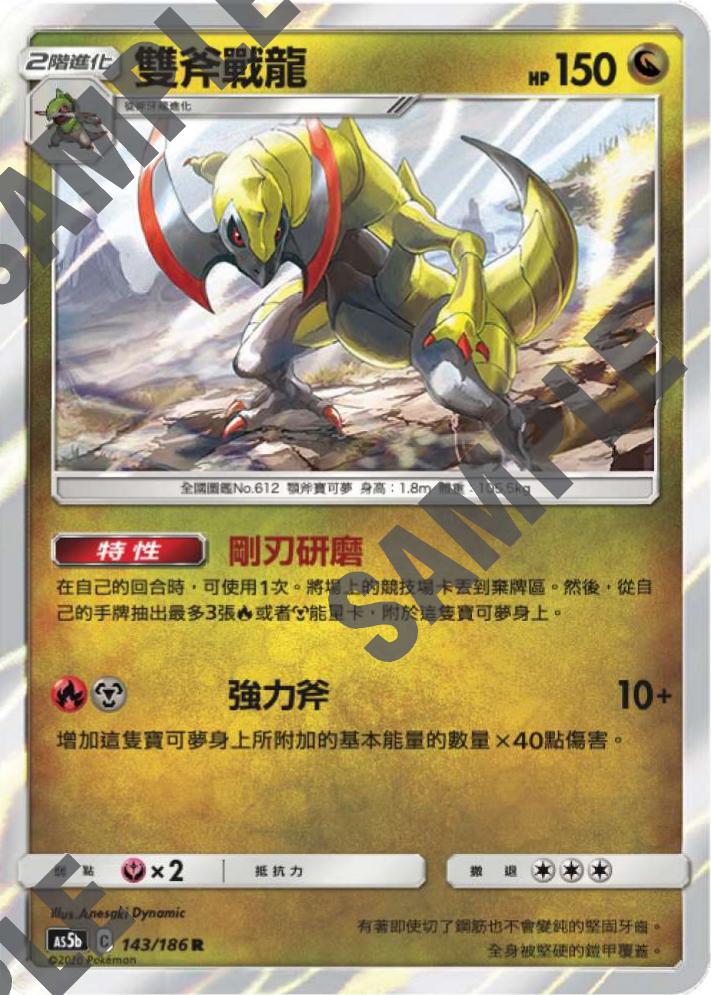 2階進化 雙斧戰龍 HP 150
從斧牙龍進化
全國圖鑑No.612 顎斧寶可夢 身高：1.8m 體重：105.5kg
特性 剛刃研磨
在自己的回合時，可使用1次。將場上的競技場卡丟到棄牌區。然後，從自
己的手牌抽出最多3張或者能量卡，附於這隻寶可夢身上。
強力斧 10+
增加這隻寶可夢身上所附加的基本能量的數量×40點傷害。
弱點 ×2 抵抗力 撤退
Illus. Anesaki Dynamic
AS5b C 143/186 R
©2020 Pokémon
有著即使切了鋼筋也不會變鈍的堅固牙齒。
全身被堅硬的鎧甲覆蓋。
SAMPLE
SAMPLE
PLE